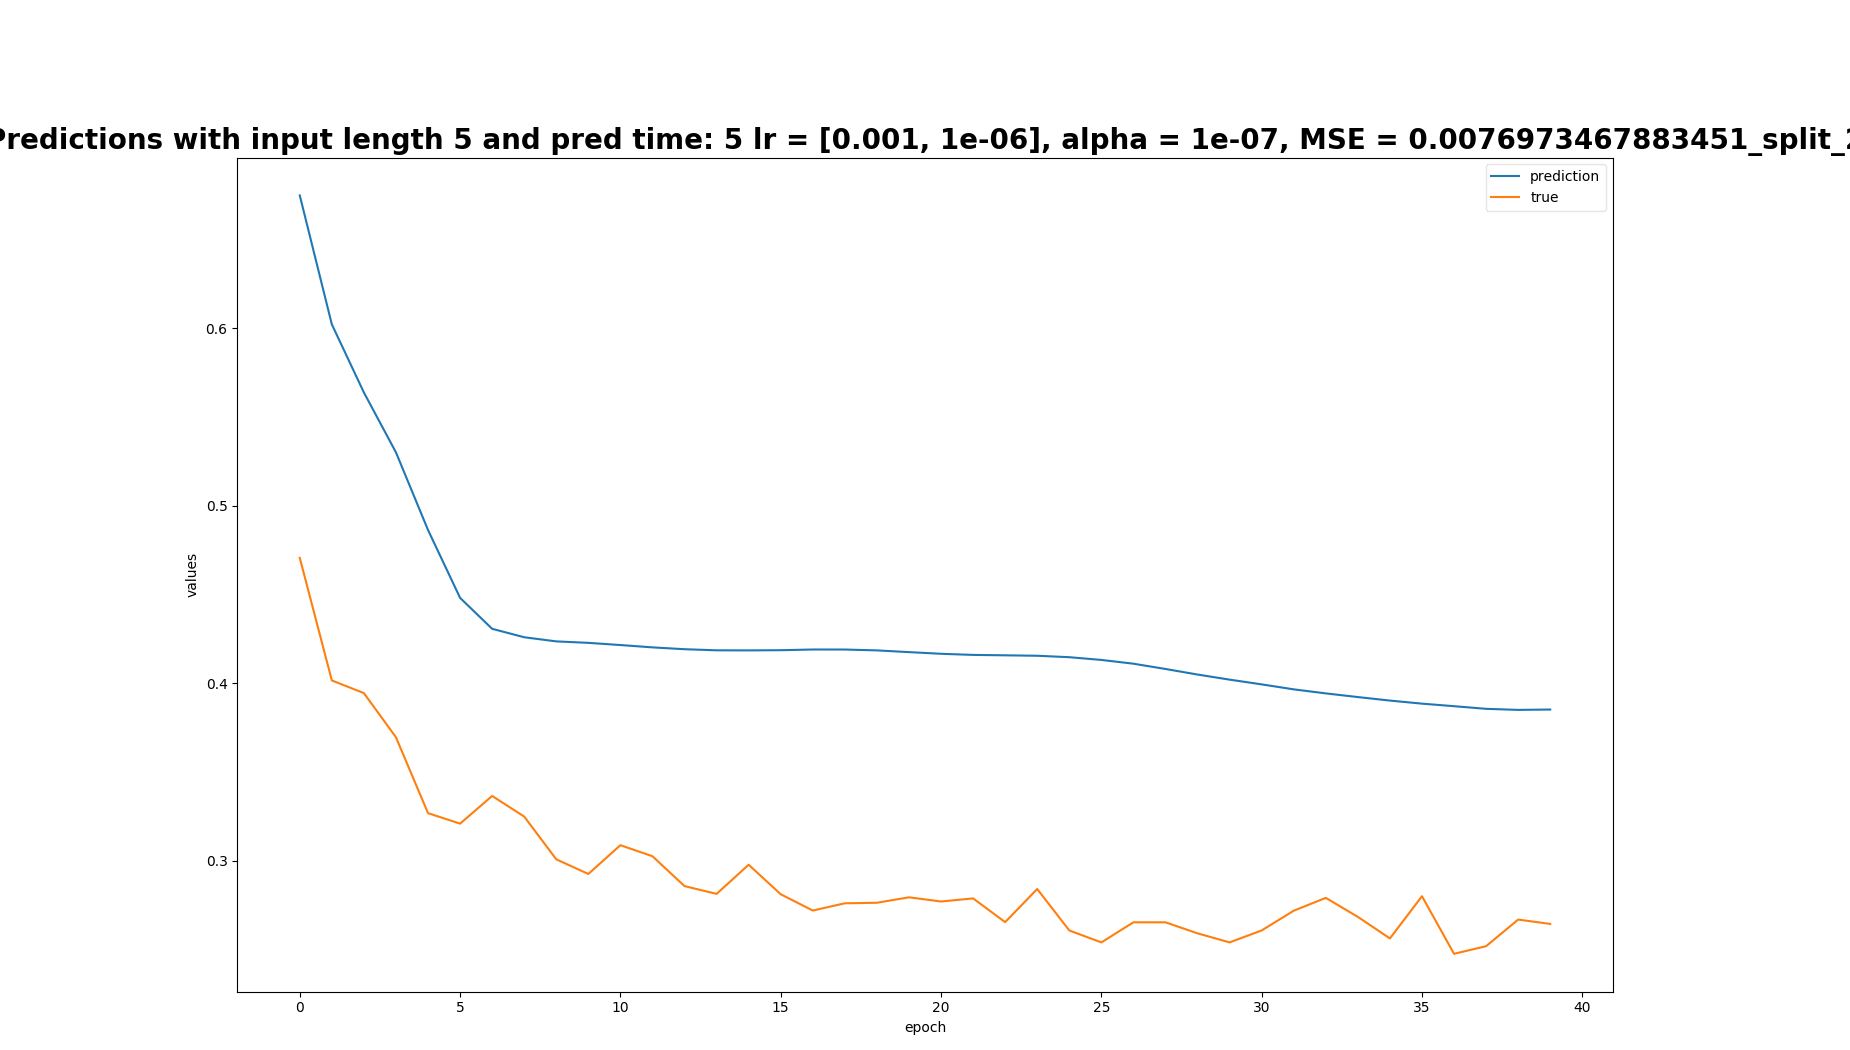 Predictions with input length 5 and pred time: 5 lr = [0.001, 1e-06], alpha = 1e-07, MSE = 0.0076973467883451_split_2
prediction
true
0.6
0.5
0.4
0.3
values
0 5 10 15 20 25 30 35 40
epoch